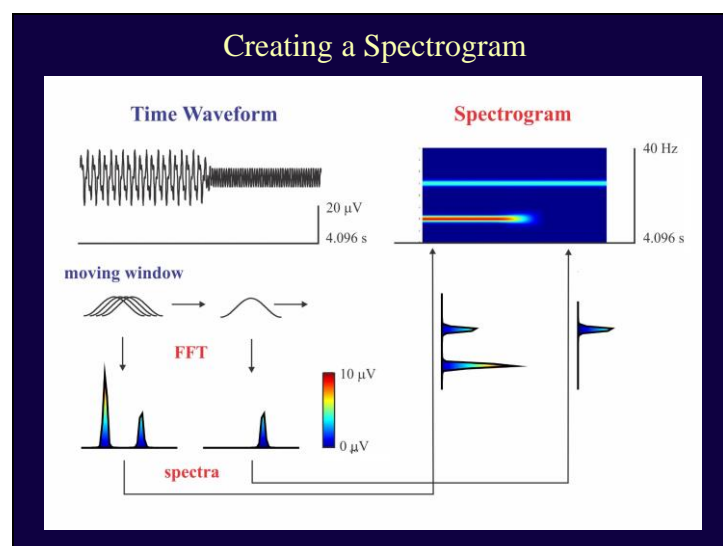 Creating a Spectrogram
Time Waveform
Spectrogram
40 Hz
20 µV
4.096 s
4.096 s
moving window
FFT
10 µV
0 µV
spectra